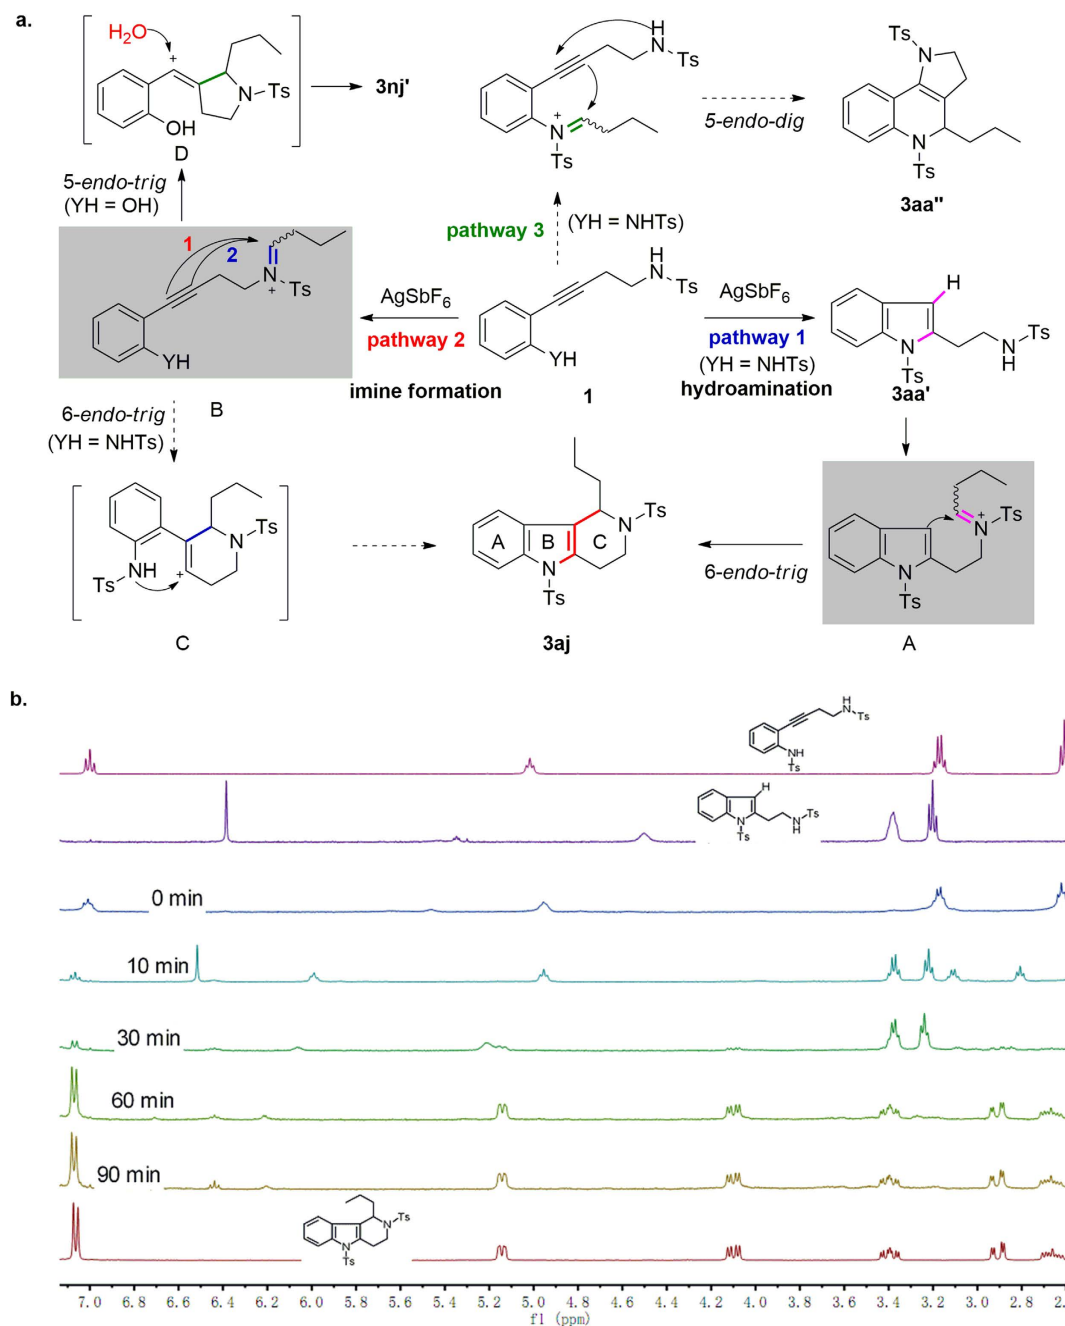 a.
H2O
+
N
Ts
OH
D
3nj'
H
N
Ts
+
N
Ts
5-endo-dig
Ts
N
N
Ts
3aa''
5-endo-trig
(YH = OH)
pathway 3
(YH = NHTs)
1
2
N
+
Ts
YH
B
AgSbF6
pathway 2
imine formation
H
N
Ts
YH
1
AgSbF6
pathway 1
(YH = NHTs)
hydroamination
H
N
Ts
N
H
Ts
3aa'
6-endo-trig
(YH = NHTs)
Ts
N
Ts
NH
+
C
A
B
C
N
Ts
N
Ts
3aj
6-endo-trig
+
N
Ts
N
Ts
A
b.
H
N
Ts
NH
Ts
H
N
Ts
N
H
Ts
0 min
10 min
30 min
60 min
90 min
N
Ts
N
Ts
7.0 6.8 6.6 6.4 6.2 6.0 5.8 5.6 5.4 5.2 5.0 4.8 4.6 4.4 4.2 4.0 3.8 3.6 3.4 3.2 3.0 2.8 2.
f1 (ppm)